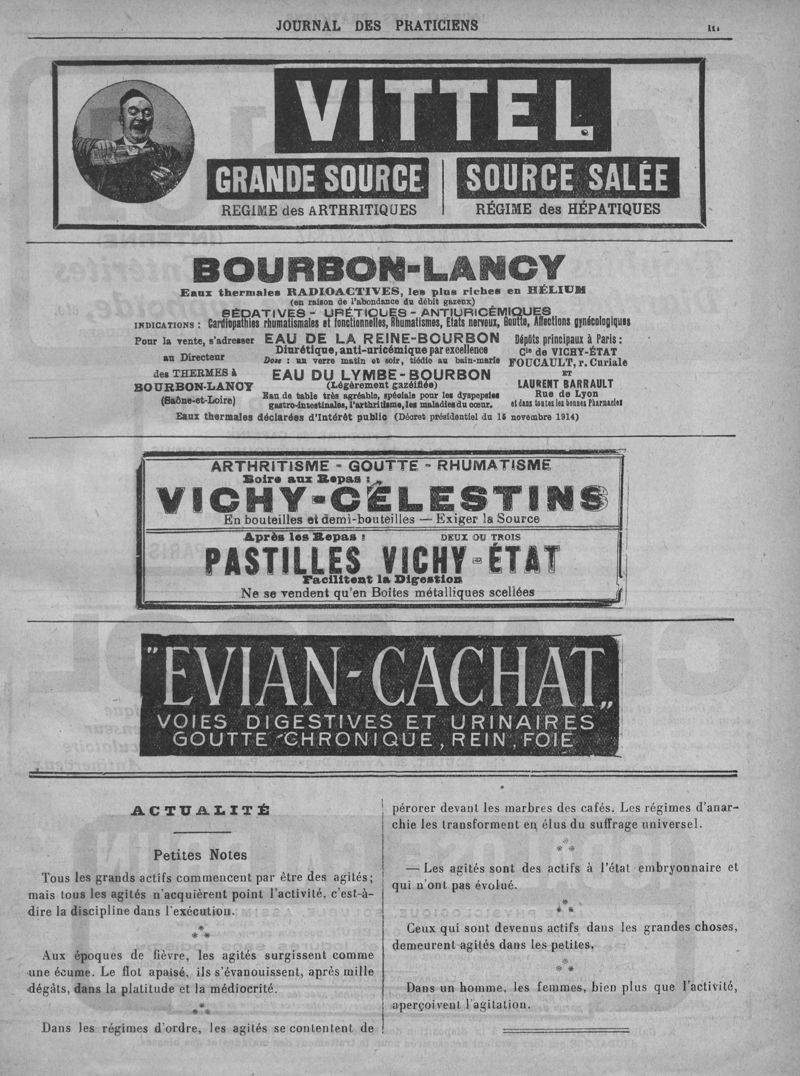 JOURNAL DES PRATICIENS
VITTEL
GRANDE SOURCE
REGIME des ARTHRITIQUES
SOURCE SALÉE
RÉGIME des HÉPATIQUES
BOURBON-LANCY
Eaux thermales RADIOACTIVES, les plus riches en HÉLIUM
(en raison de l'abondance du débit gazeux)
SÉDATIVES - URÉTIQUES - ANTIURICÉMIQUES
INDICATIONS : Cardiopathies rhumatismales et fonctionnelles, Rhumatismes, Etats nerveux, Goutte, Affections gynécologiques
Pour la vente, s'adresser
au Directeur
des THERMES à
BOURBON-LANCY
(Saône-et-Loire)
EAU DE LA REINE-BOURBON
Diurétique, anti-uricémique par excellence
Dose : un verre matin et soir, tiédie au bain-marie
EAU DU LYMBE-BOURBON
(Légèrement gazéifiée)
Eau de table très agréable, spéciale pour les dyspepsies
gastro-intestinales, l'arthritisme, les maladies du cœur.
Dépôts principaux à Paris :
Cie de VICHY-ÉTAT
FOUCAULT, r. Curiale
ET
LAURENT BARRAULT
Rue de Lyon
et dans toutes les bonnes Pharmacies
Eaux thermales déclarées d'Intérêt public (Décret présidentiel du 15 novembre 1914)
ARTHRITISME - GOUTTE - RHUMATISME
Boire aux Repas :
VICHY-CÉLESTINS
En bouteilles et demi-bouteilles — Exiger la Source
Après les Repas : DEUX OU TROIS
PASTILLES VICHY-ÉTAT
Facilitent la Digestion
Ne se vendent qu'en Boîtes métalliques scellées
"EVIAN-CACHAT„
VOIES DIGESTIVES ET URINAIRES
GOUTTE CHRONIQUE, REIN, FOIE
ACTUALITÉ
Petites Notes
Tous les grands actifs commencent par être des agités;
mais tous les agités n'acquièrent point l'activité, c'est-à-
dire la discipline dans l'exécution.
* * *
Aux époques de fièvre, les agités surgissent comme
une écume. Le flot apaisé, ils s'évanouissent, après mille
dégâts, dans la platitude et la médiocrité.
* * *
Dans les régimes d'ordre, les agités se contentent de
pérorer devant les marbres des cafés. Les régimes d'anar-
chie les transforment en élus du suffrage universel.
* * *
— Les agités sont des actifs à l'état embryonnaire et
qui n'ont pas évolué.
* * *
Ceux qui sont devenus actifs dans les grandes choses,
demeurent agités dans les petites.
* * *
Dans un homme, les femmes, bien plus que l'activité,
aperçoivent l'agitation.